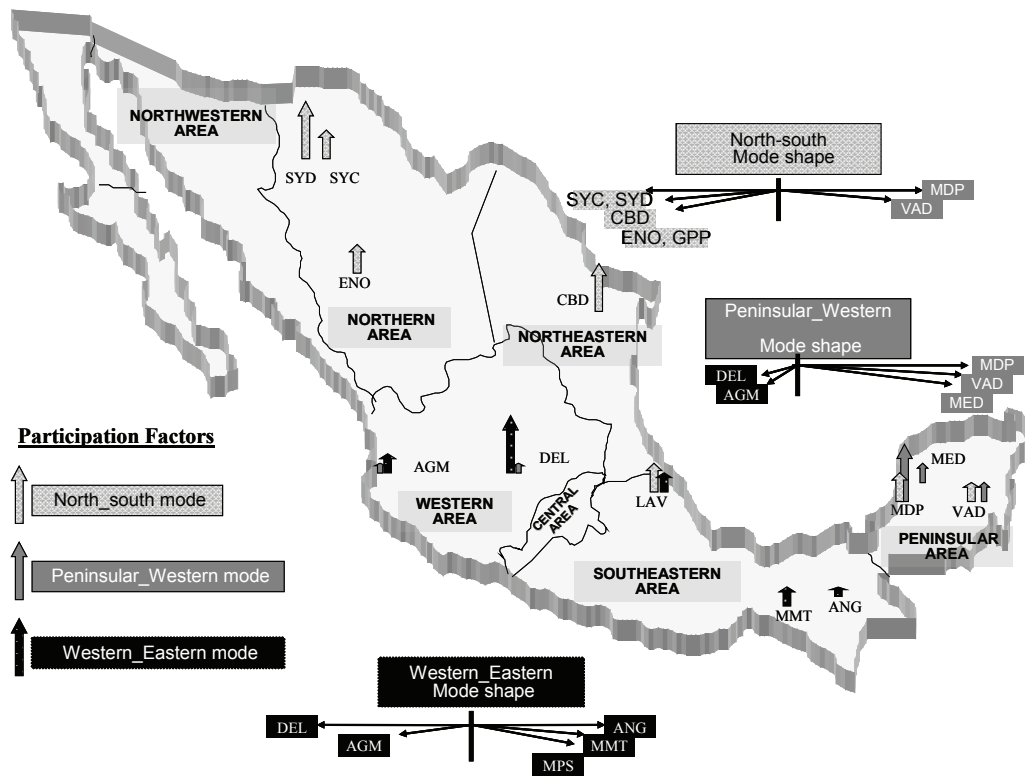 NORTHWESTERN
AREA
SYD
SYC
North-south
Mode shape
SYC, SYD
CBD
ENO, GPP
MDP
VAD
ENO
CBD
NORTHERN
AREA
NORTHEASTERN
AREA
Peninsular_Western
Mode shape
DEL
AGM
MDP
VAD
MED
Participation Factors
North_south mode
Peninsular_Western mode
Western_Eastern mode
AGM
DEL
WESTERN
AREA
CENTRAL
AREA
LAV
MED
MDP
VAD
PENINSULAR
AREA
SOUTHEASTERN
AREA
MMT
ANG
Western_Eastern
Mode shape
DEL
AGM
ANG
MMT
MPS